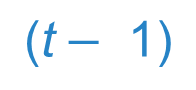 (t – 1)